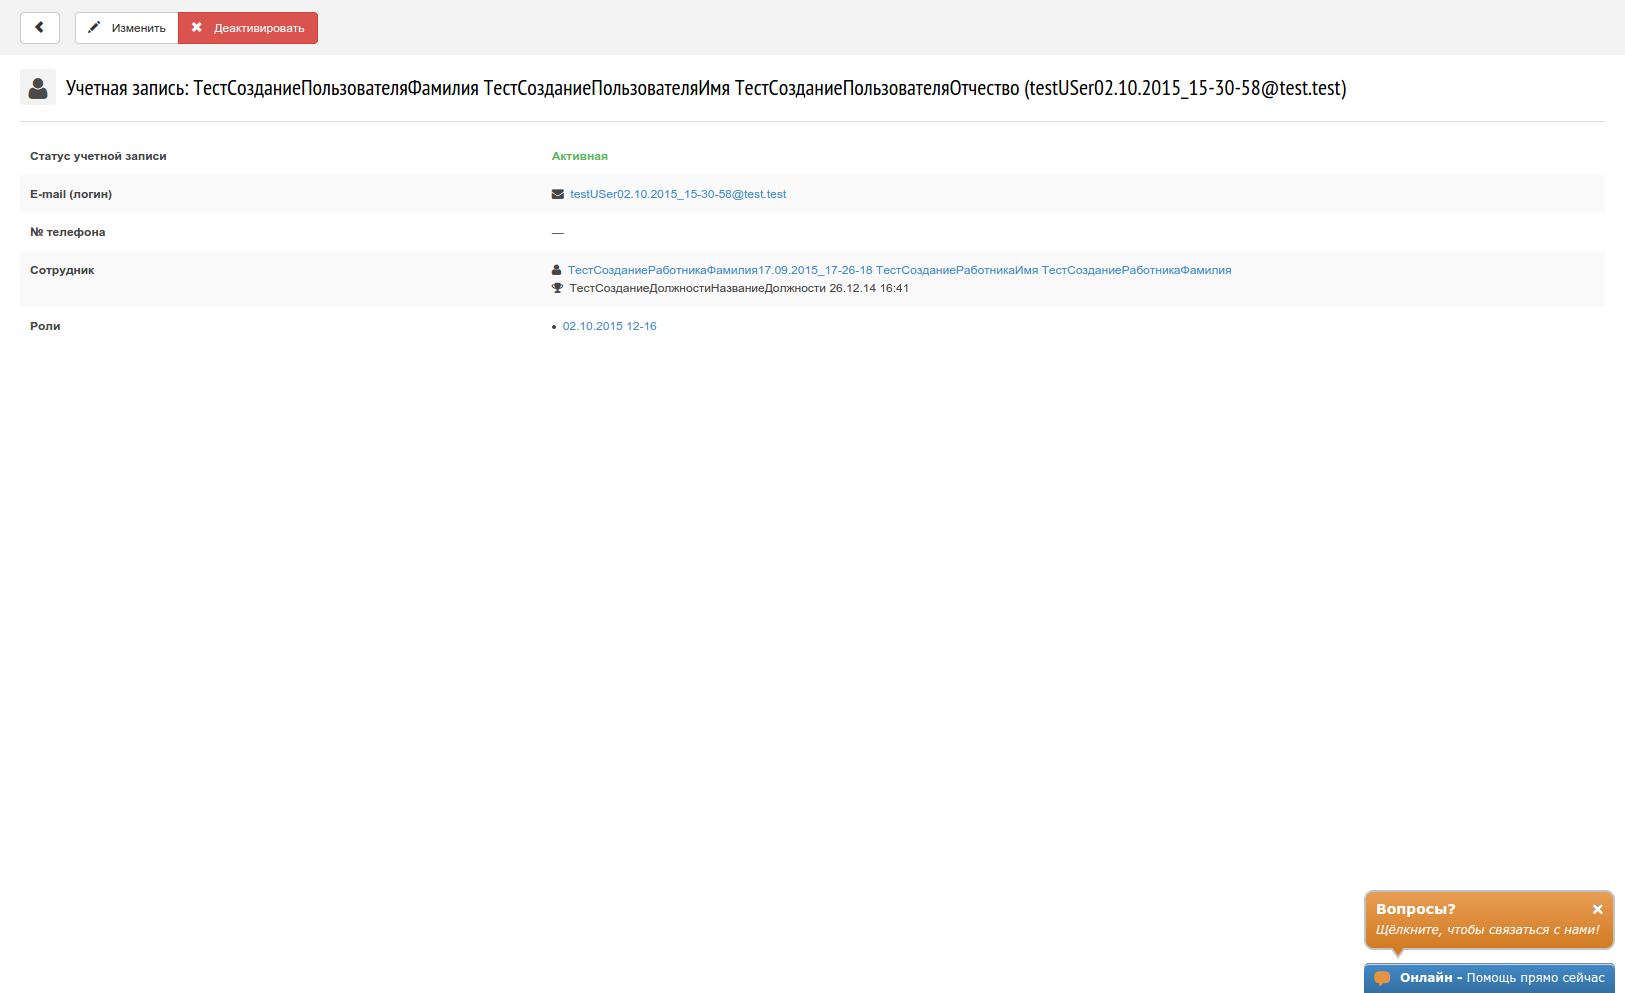 Изменить Деактивировать
Учетная запись: ТестСозданиеПользователяФамилия ТестСозданиеПользователяИмя ТестСозданиеПользователяОтчество (testUSer02.10.2015_15-30-58@test.test)
Статус учетной записи Активная
E-mail (логин) testUSer02.10.2015_15-30-58@test.test
№ телефона —
Сотрудник ТестСозданиеРаботникаФамилия17.09.2015_17-26-18 ТестСозданиеРаботникаИмя ТестСозданиеРаботникаФамилия
ТестСозданиеДолжностиНазваниеДолжности 26.12.14 16:41
Роли • 02.10.2015 12-16
Вопросы?
Щёлкните, чтобы связаться с нами!
Онлайн - Помощь прямо сейчас